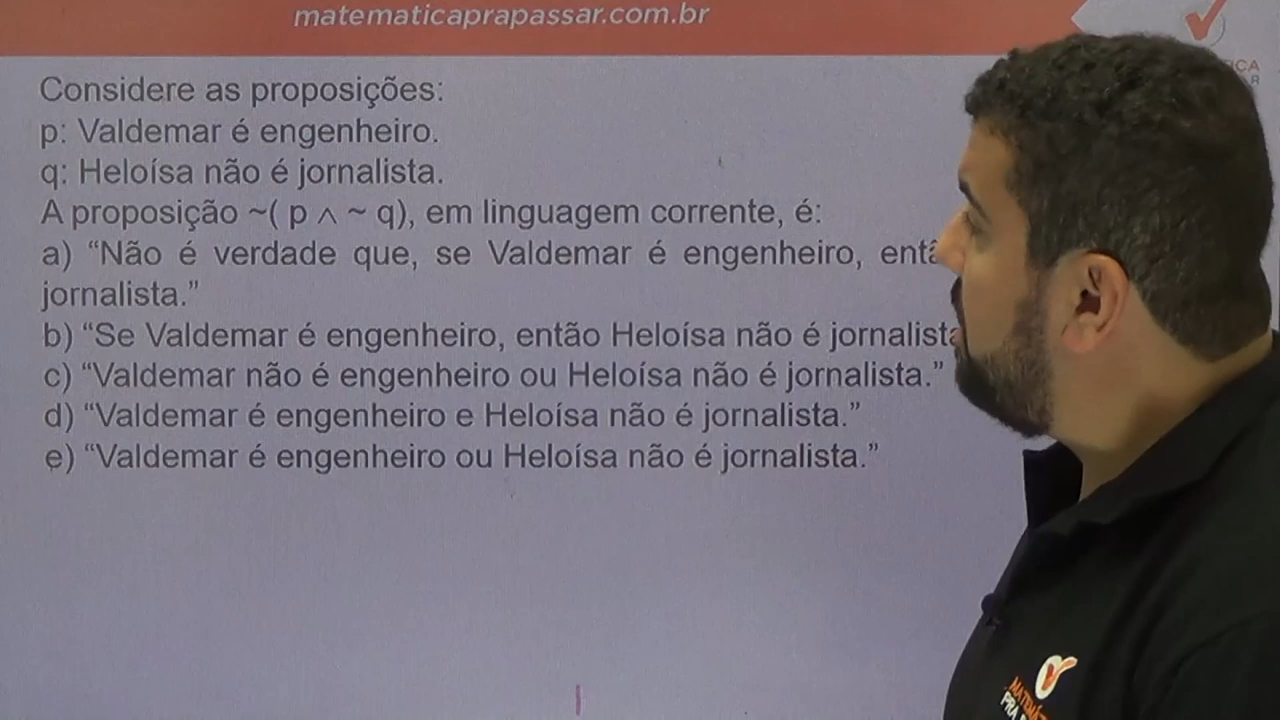 matematicaprapassar.com.br
Considere as proposições:
p: Valdemar é engenheiro.
q: Heloísa não é jornalista.
A proposição ~( p ∧ ~ q), em linguagem corrente, é:
a) “Não é verdade que, se Valdemar é engenheiro,
jornalista.”
b) “Se Valdemar é engenheiro, então Heloísa não é
c) “Valdemar não é engenheiro ou Heloísa não é jornalista.”
d) “Valdemar é engenheiro e Heloísa não é jornalista.”
e) “Valdemar é engenheiro ou Heloísa não é jornalista.”